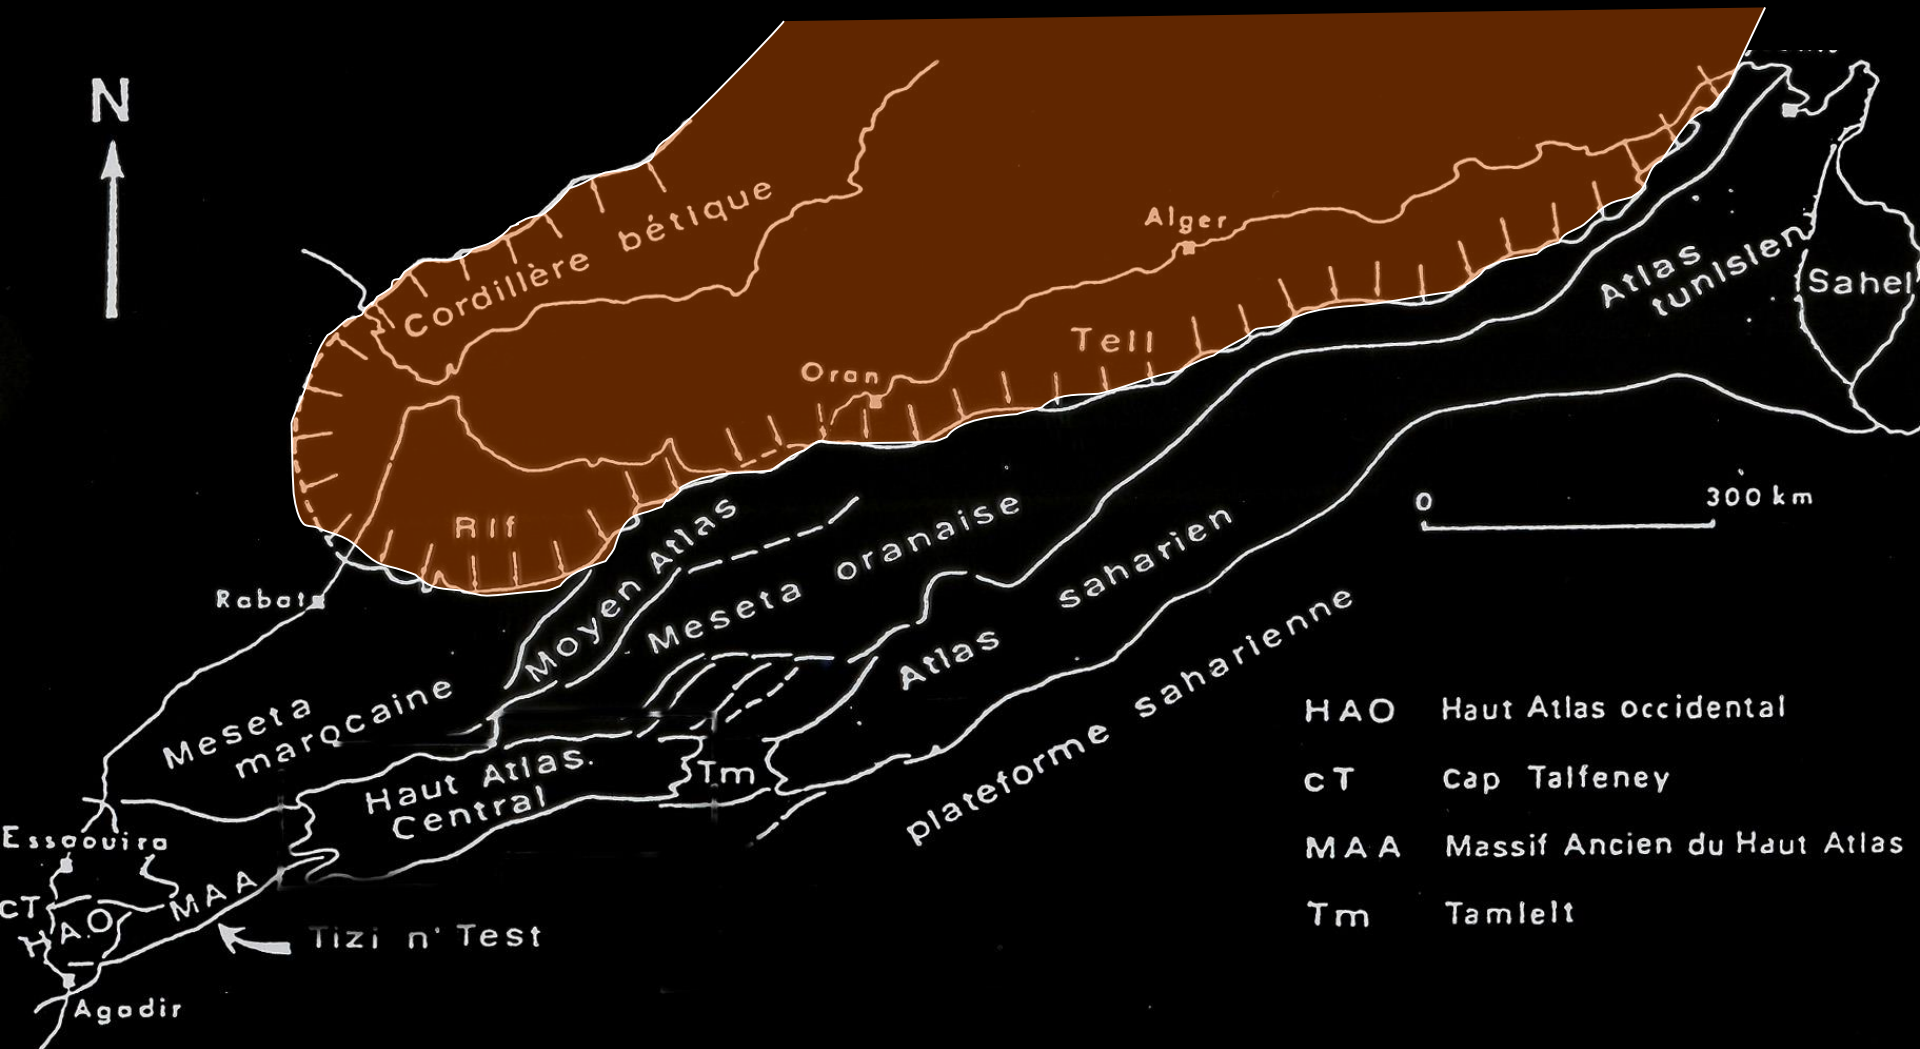 N
Cordillère bétique
Alger
Tell
Oran
Atlas
tunisien
Sahel
Rif
Rabat
Moyen Atlas
Meseta oranaise
0 300 km
Atlas saharien
plateforme saharienne
Meseta
marocaine
Haut Atlas.
Central
Tm
Essaouira
cT
HAO
MAA
Tizi n' Test
Agadir
HAO Haut Atlas occidental
cT Cap Talfeney
MAA Massif Ancien du Haut Atlas
Tm Tamlelt